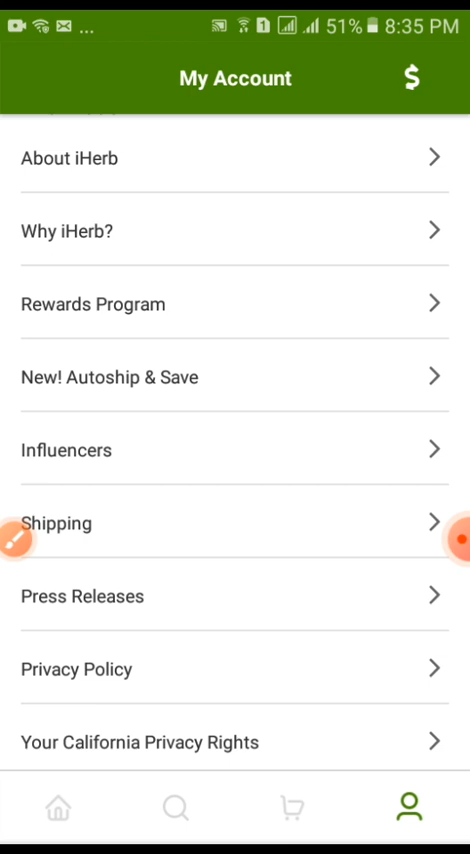 ... 1 51% 8:35 PM
My Account $
About iHerb
Why iHerb?
Rewards Program
New! Autoship & Save
Influencers
Shipping
Press Releases
Privacy Policy
Your California Privacy Rights